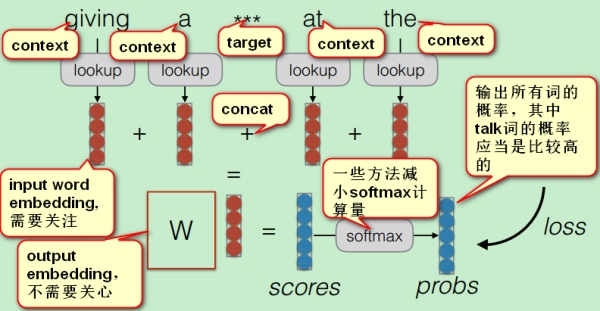 giving a *** at the
context
context
target
context
context
lookup
lookup
lookup
lookup
+
+
concat
+
+
输出所有词的
概率，其中
talk词的概率
应当是比较高
的
input word
embedding,
需要关注
=
一些方法减
小softmax计
算量
W
=
softmax
loss
output
embedding,
不需要关心
scores
probs